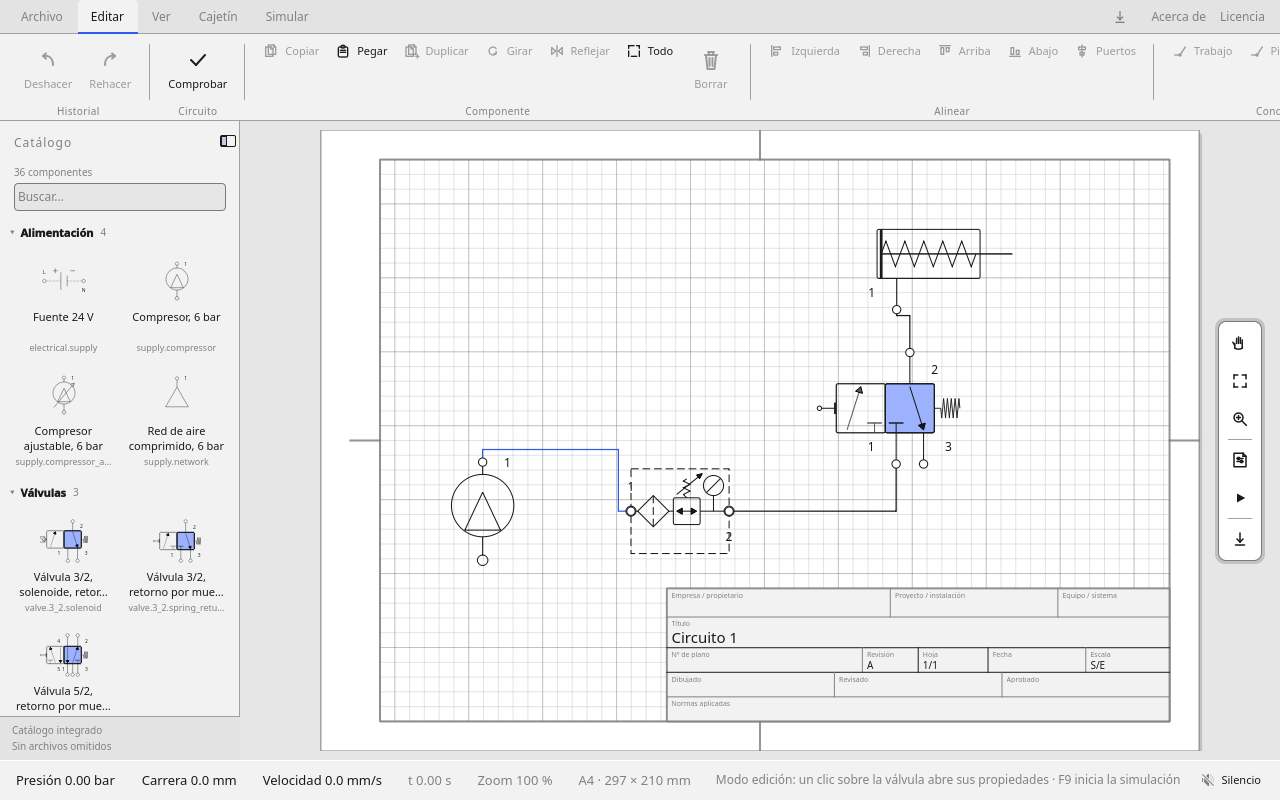 Archivo Editar Ver Cajetín Simular Acerca de Licencia
Deshacer Rehacer Comprobar Copiar Pegar Duplicar Girar Reflejar Todo Borrar Izquierda Derecha Arriba Abajo Puertos Trabajo
Historial Circuito Componente Alinear
Catálogo
36 componentes
Buscar...
Alimentación 4
Fuente 24 V
electrical.supply
Compresor, 6 bar
supply.compressor
Compresor
ajustable, 6 bar
supply.compressor_a...
Red de aire
comprimido, 6 bar
supply.network
Válvulas 3
Válvula 3/2,
solenoide, retor...
valve.3_2.solenoid
Válvula 3/2,
retorno por mue...
valve.3_2.spring_retu...
Válvula 5/2,
retorno por mue...
Catálogo integrado
Sin archivos omitidos
1
2
1 3
1
1
2
Empresa / propietario Proyecto / instalación Equipo / sistema
Título
Circuito 1
Nº de plano Revisión Hoja Fecha Escala
A 1/1 S/E
Dibujado Revisado Aprobado
Normas aplicadas
Presión 0.00 bar Carrera 0.0 mm Velocidad 0.0 mm/s t 0.00 s Zoom 100 % A4 · 297 × 210 mm Modo edición: un clic sobre la válvula abre sus propiedades · F9 inicia la simulación Silencio